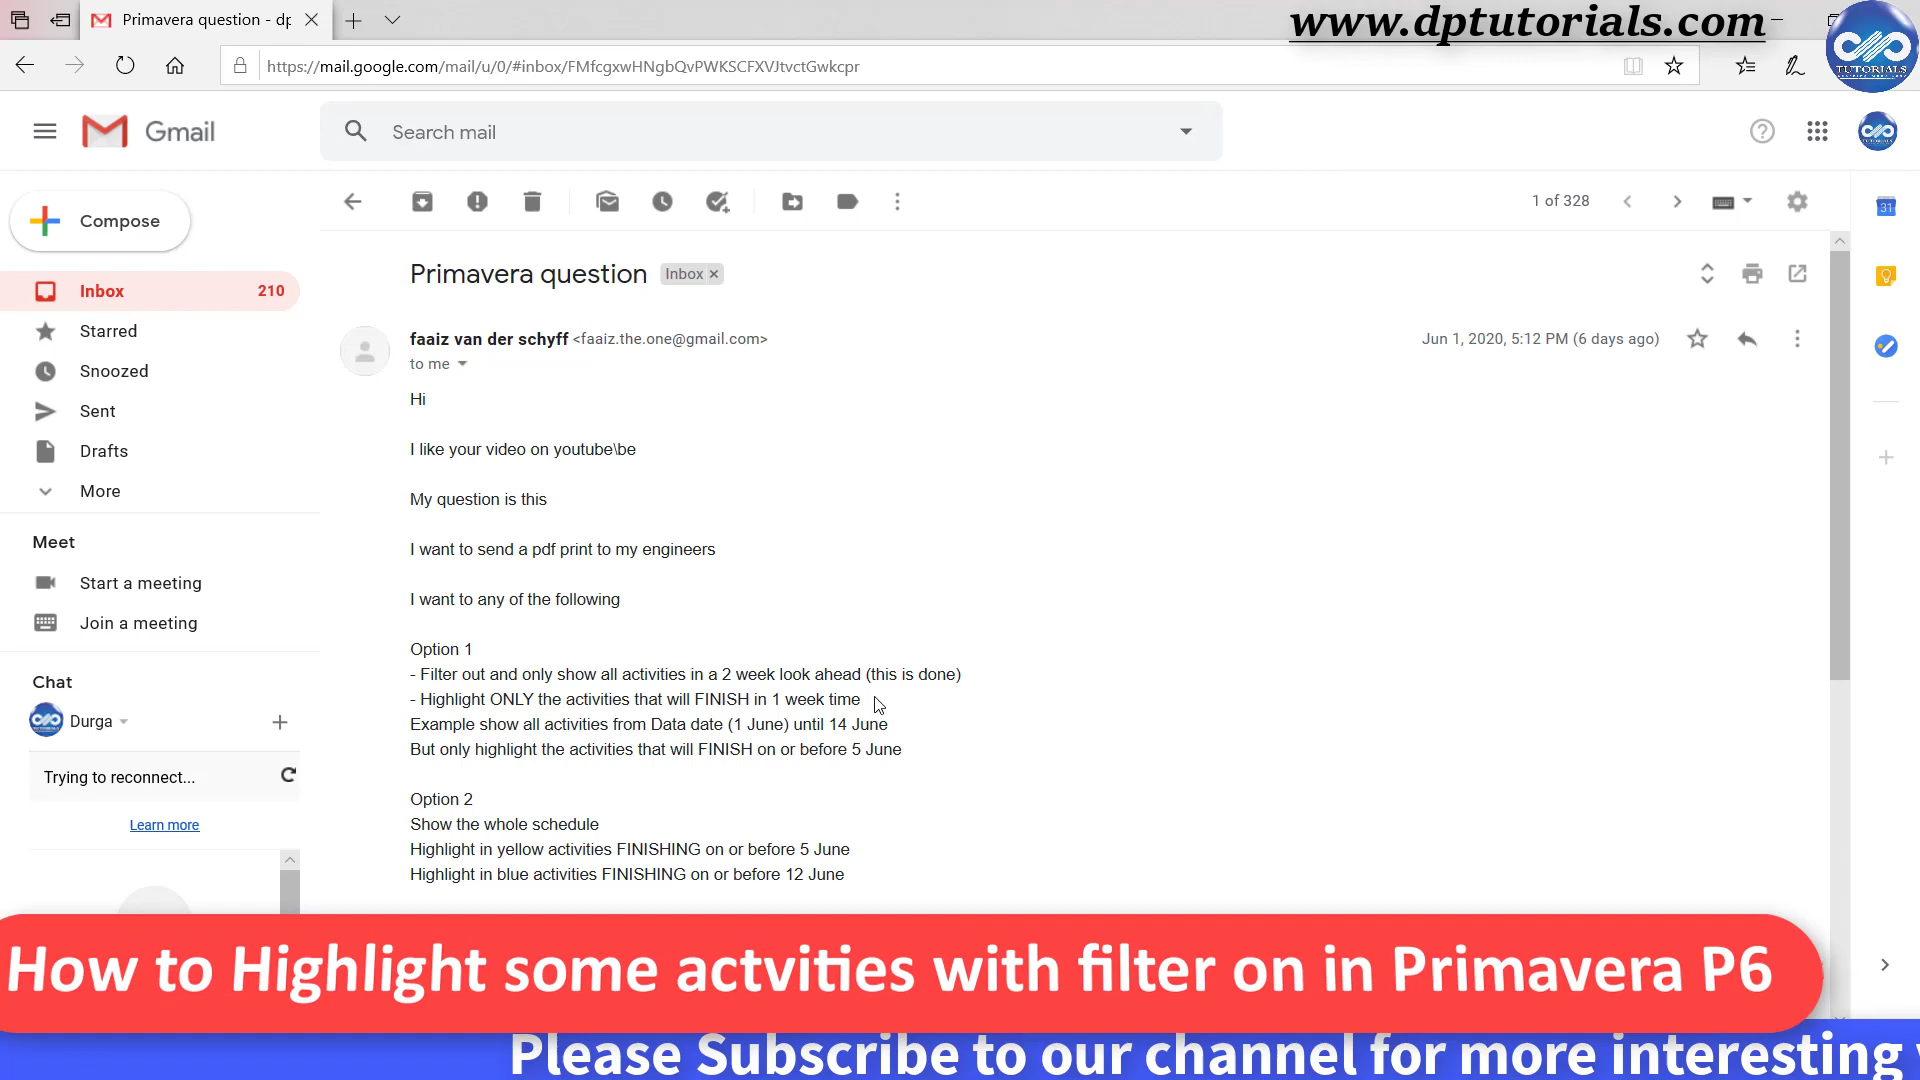 Primavera question - dp
www.dptutorials.com
TUTORIALS
https://mail.google.com/mail/u/0/#inbox/FMfcgxwHNgbQvPWKSCFXVJtvctGwkcpr
Gmail
Search mail
Compose
1 of 328
31
Inbox 210
Starred
Snoozed
Sent
Drafts
More
Meet
Start a meeting
Join a meeting
Chat
Durga
Trying to reconnect...
Learn more
Primavera question Inbox x
faaiz van der schyff <faaiz.the.one@gmail.com>
Jun 1, 2020, 5:12 PM (6 days ago)
to me
Hi
I like your video on youtube\be
My question is this
I want to send a pdf print to my engineers
I want to any of the following
Option 1
- Filter out and only show all activities in a 2 week look ahead (this is done)
- Highlight ONLY the activities that will FINISH in 1 week time
Example show all activities from Data date (1 June) until 14 June
But only highlight the activities that will FINISH on or before 5 June
Option 2
Show the whole schedule
Highlight in yellow activities FINISHING on or before 5 June
Highlight in blue activities FINISHING on or before 12 June
How to Highlight some actvities with filter on in Primavera P6
Please Subscribe to our channel for more interesting